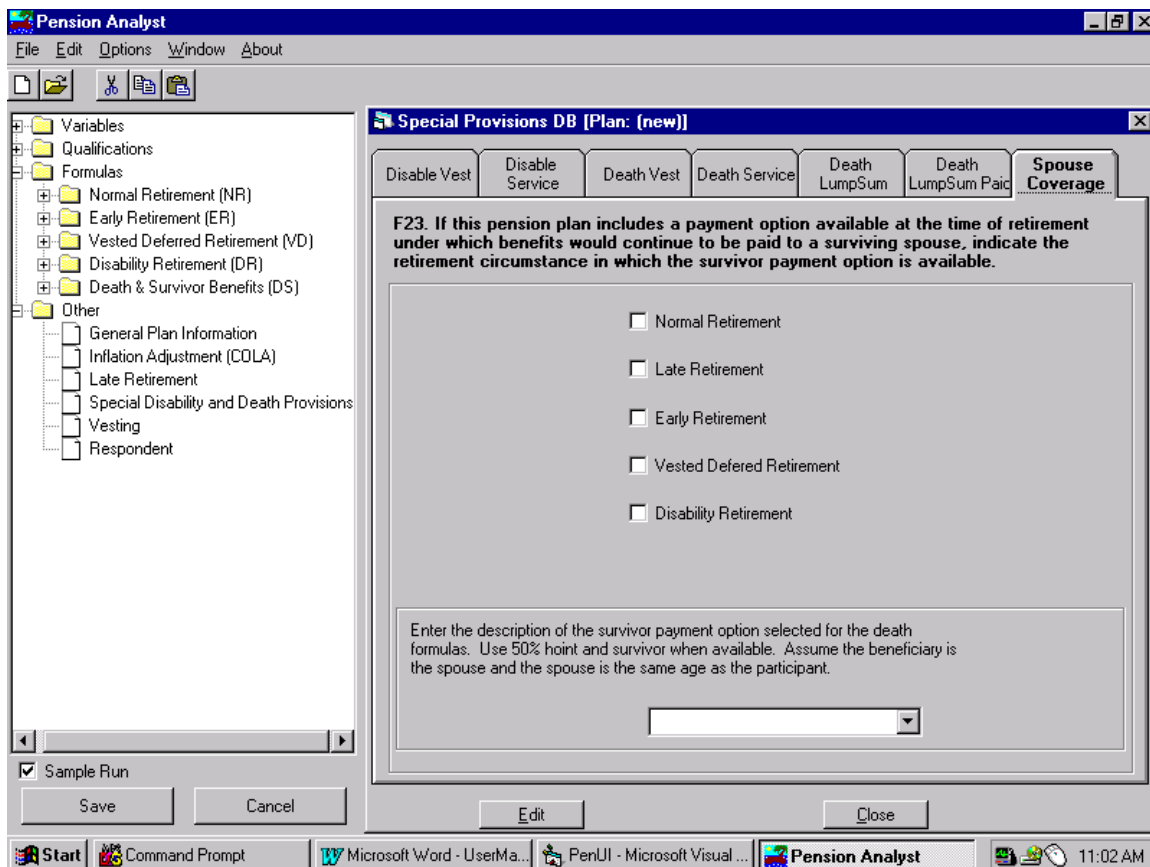 Pension Analyst
File Edit Options Window About
Variables
Qualifications
Formulas
Normal Retirement (NR)
Early Retirement (ER)
Vested Deferred Retirement (VD)
Disability Retirement (DR)
Death & Survivor Benefits (DS)
Other
General Plan Information
Inflation Adjustment (COLA)
Late Retirement
Special Disability and Death Provisions
Vesting
Respondent
Sample Run
Save Cancel
Special Provisions DB [Plan: (new)]
Disable Vest
Disable
Service
Death Vest
Death Service
Death
LumpSum
Death
LumpSum Paid
Spouse
Coverage
F23. If this pension plan includes a payment option available at the time of retirement
under which benefits would continue to be paid to a surviving spouse, indicate the
retirement circumstance in which the survivor payment option is available.
Normal Retirement
Late Retirement
Early Retirement
Vested Defered Retirement
Disability Retirement
Enter the description of the survivor payment option selected for the death
formulas. Use 50% hoint and survivor when available. Assume the beneficiary is
the spouse and the spouse is the same age as the participant.
Edit Close
Start Command Prompt Microsoft Word - UserMa... PenUI - Microsoft Visual ... Pension Analyst 11:02 AM